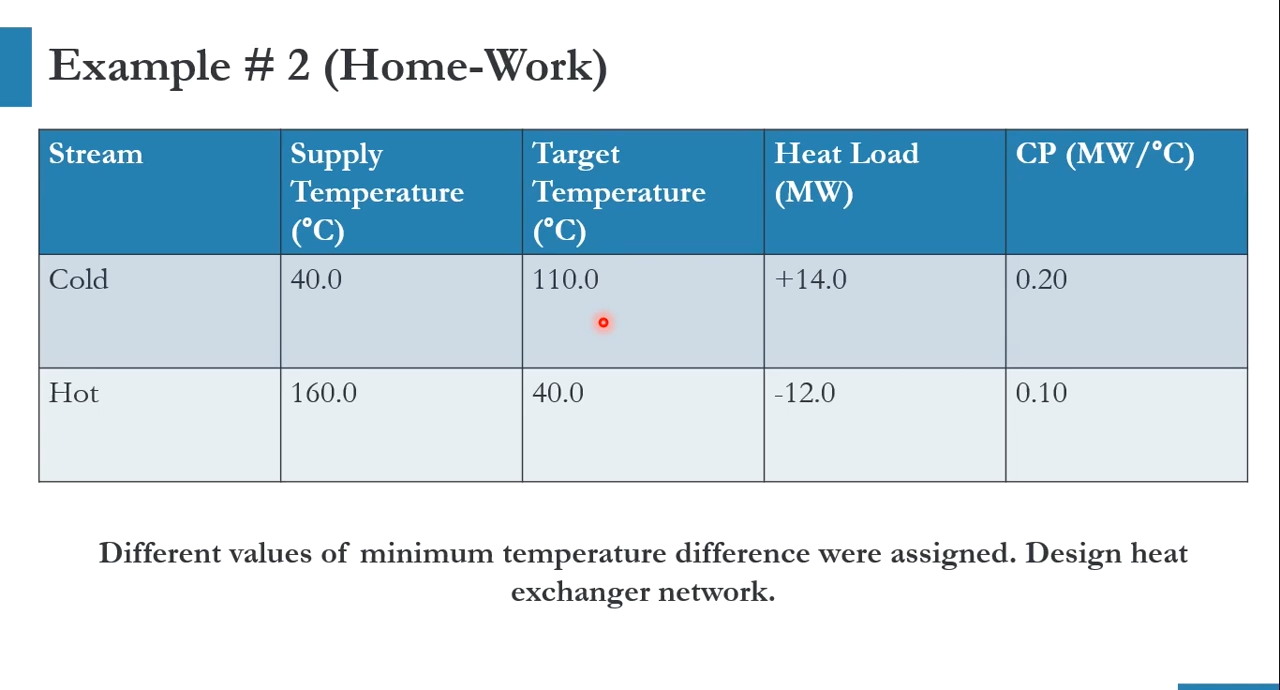 Example # 2 (Home-Work)
Stream
Supply
Temperature
(°C)
Target
Temperature
(°C)
Heat Load
(MW)
CP (MW/°C)
Cold
40.0
110.0
+14.0
0.20
Hot
160.0
40.0
-12.0
0.10
Different values of minimum temperature difference were assigned. Design heat
exchanger network.